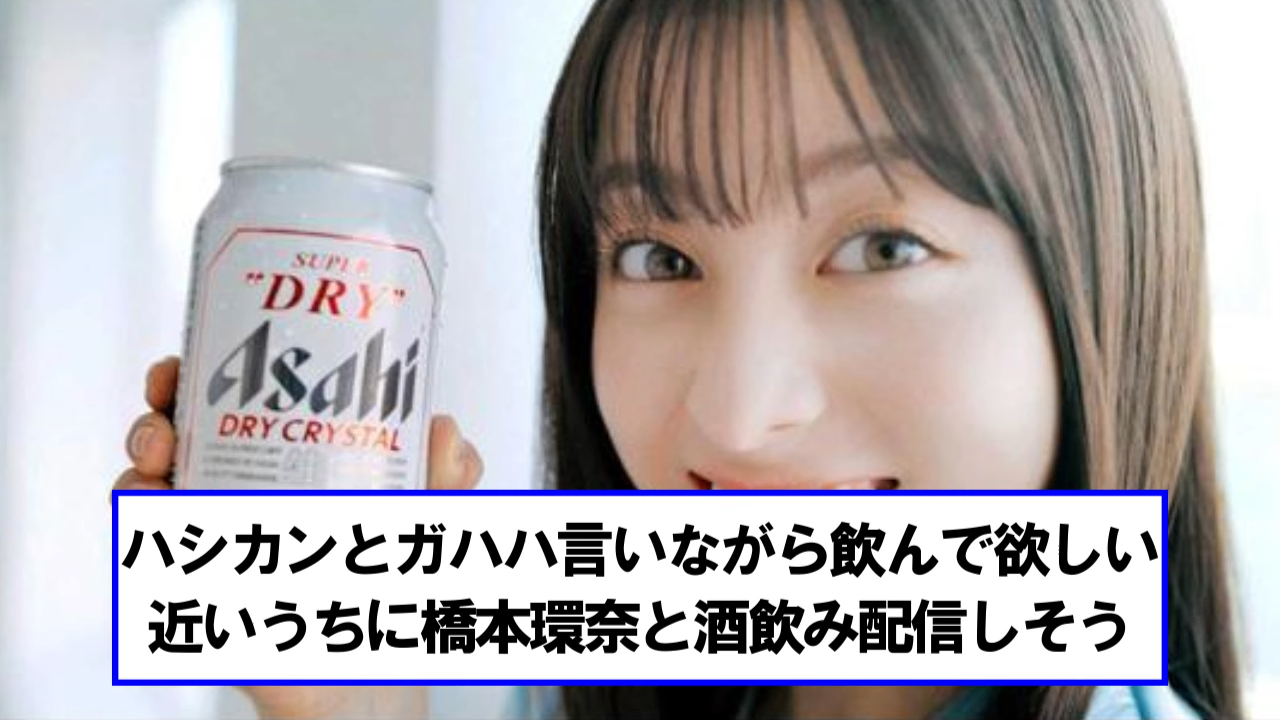 SUPER
"DRY"
Asahi
DRY CRYSTAL
ハシカンとガハハ言いながら飲んで欲しい
近いうちに橋本環奈と酒飲み配信しそう